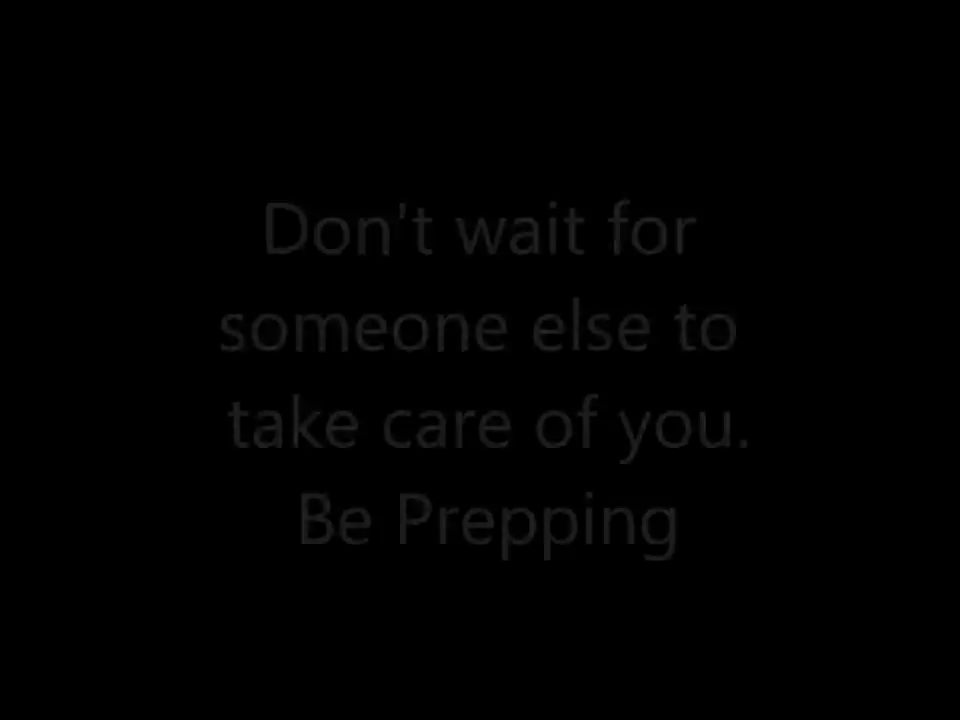 Don't wait for
someone else to
take care of you.
Be Prepping